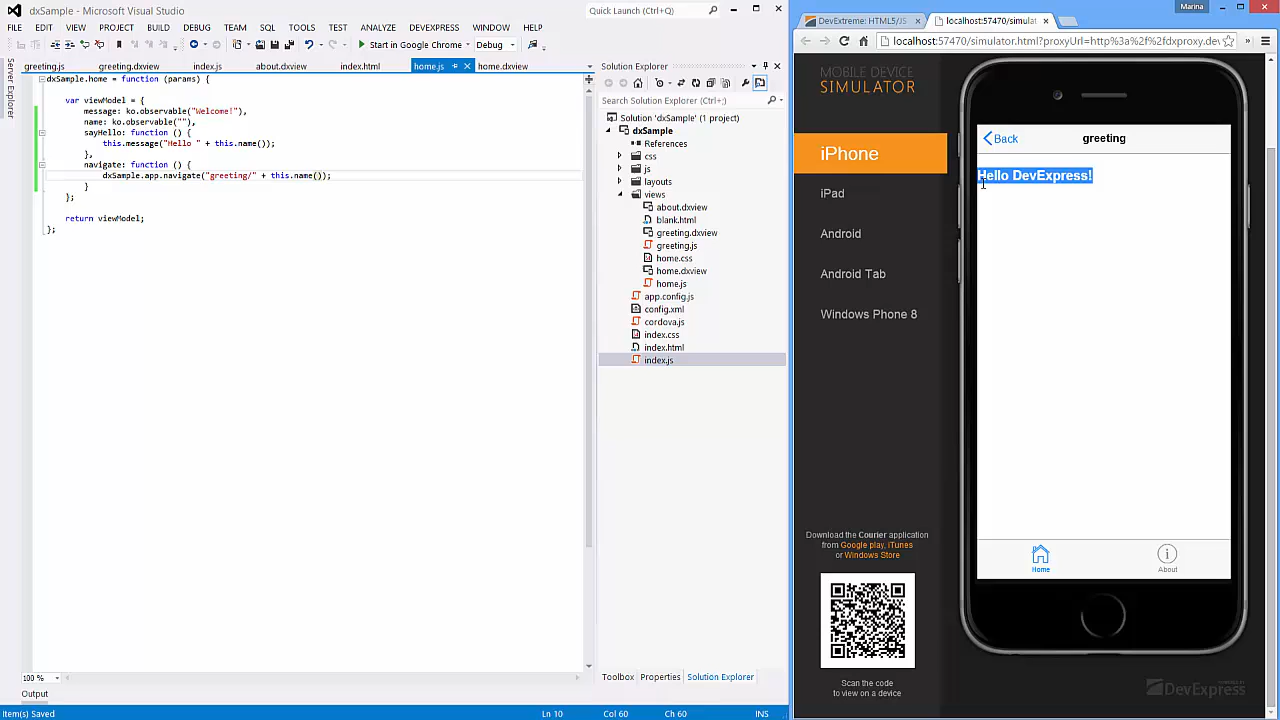 dxSample - Microsoft Visual Studio
Quick Launch (Ctrl+Q)
FILE EDIT VIEW PROJECT BUILD DEBUG TEAM SQL TOOLS TEST ANALYZE DEVEXPRESS WINDOW HELP
Start in Google Chrome Debug
greeting.js greeting.dxview index.js about.dxview index.html home.js home.dxview
Server Explorer
dxSample.home = function (params) {
var viewModel = {
message: ko.observable("Welcome!"),
name: ko.observable(""),
sayHello: function () {
this.message("Hello " + this.name());
},
navigate: function () {
dxSample.app.navigate("greeting/" + this.name());
}
};
return viewModel;
};
100 %
Output
Item(s) Saved
Ln 10 Col 60 Ch 60 INS
Solution Explorer
Search Solution Explorer (Ctrl+;)
Solution 'dxSample' (1 project)
dxSample
References
css
js
layouts
views
about.dxview
blank.html
greeting.dxview
greeting.js
home.css
home.dxview
home.js
app.config.js
config.xml
cordova.js
index.css
index.html
index.js
Toolbox Properties Solution Explorer
Marina
DevExtreme: HTML5/JS
localhost:57470/simulat
localhost:57470/simulator.html?proxyUrl=http%3a%2f%2fdxproxy.dev
MOBILE DEVICE
SIMULATOR
iPhone
iPad
Android
Android Tab
Windows Phone 8
Download the Courier application
from Google play, iTunes
or Windows Store
Scan the code
to view on a device
Back
greeting
Hello DevExpress!
Home
About
POWERED BY
DevExpress